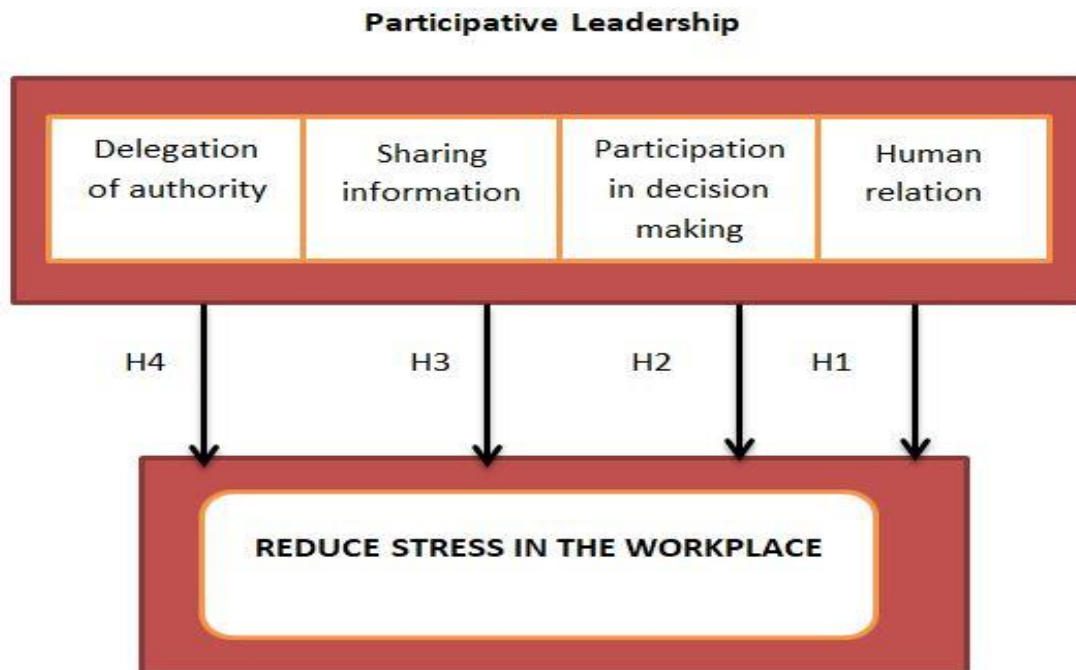 Participative Leadership
Delegation
of authority
Sharing
information
Participation
in decision
making
Human
relation
H4
H3
H2
H1
REDUCE STRESS IN THE WORKPLACE